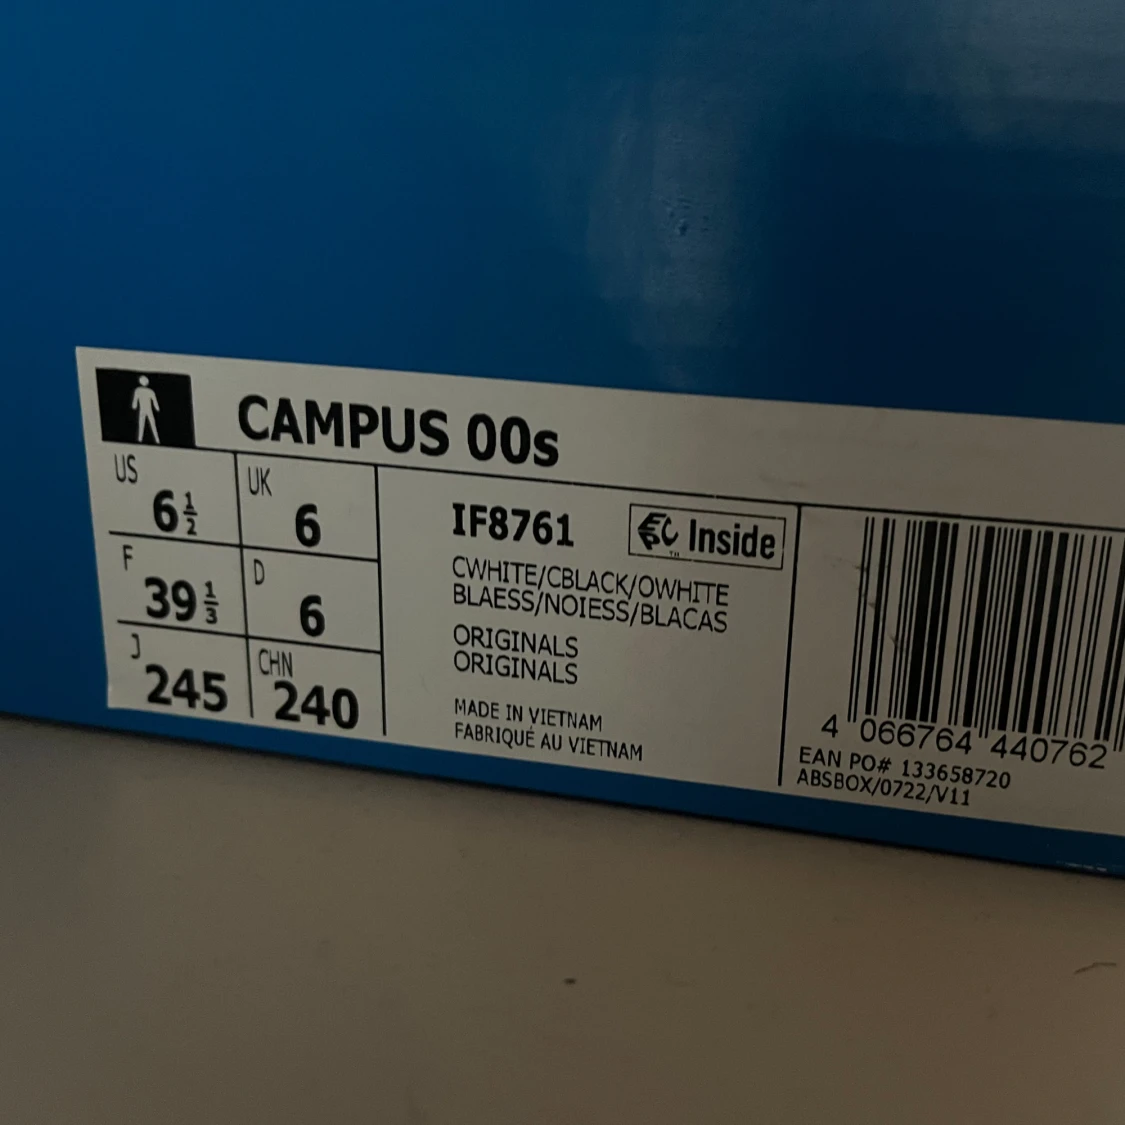 CAMPUS 00s
US 6 1/2
UK 6
F 39 1/3
D 6
J 245
CHN 240
IF8761
EC™ Inside
CWHITE/CBLACK/OWHITE
BLAESS/NOIESS/BLACAS
ORIGINALS
ORIGINALS
MADE IN VIETNAM
FABRIQUÉ AU VIETNAM
4 066764 440762
EAN PO# 133658720
ABSBOX/0722/V11